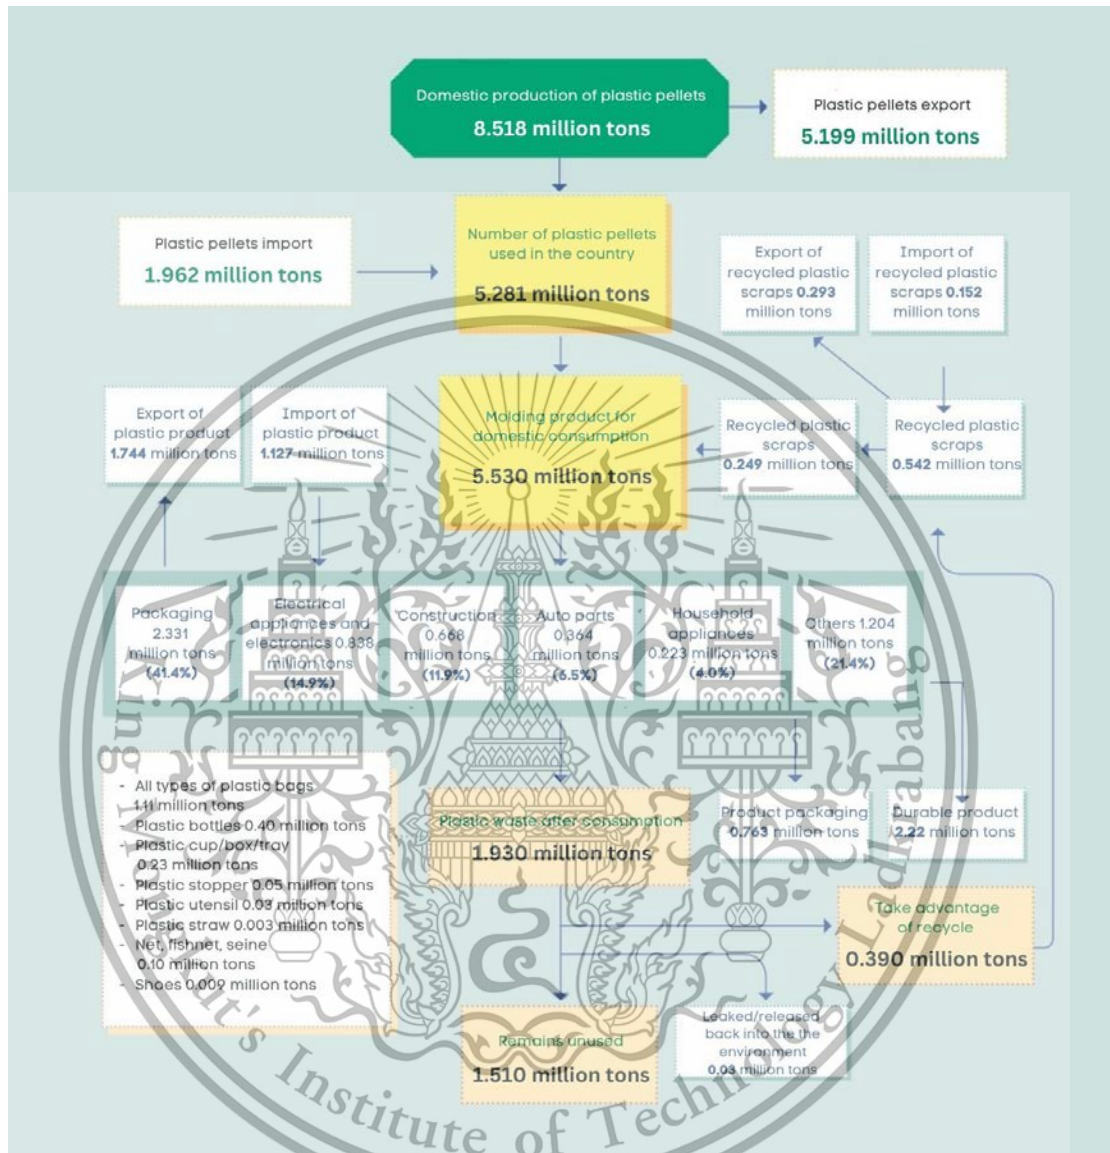 Domestic production of plastic pellets
8.518 million tons
Plastic pellets export
5.199 million tons
Plastic pellets import
1.962 million tons
Number of plastic pellets
used in the country
5.281 million tons
Export of
recycled plastic
scraps 0.293
million tons
Import of
recycled plastic
scraps 0.152
million tons
Export of
plastic product
1.744 million tons
Import of
plastic product
1.127 million tons
Molding product for
domestic consumption
5.530 million tons
Recycled plastic
scraps
0.249 million tons
Recycled plastic
scraps
0.542 million tons
Packaging
2.331
million tons
(41.4%)
Electrical
appliances and
electronics 0.838
million tons
(14.9%)
Construction
0.668
million tons
(11.9%)
Auto parts
0.364
million tons
(6.5%)
Household
appliances
0.223 million tons
(4.0%)
Others 1.204
million tons
(21.4%)
- All types of plastic bags
1.11 million tons
- Plastic bottles 0.40 million tons
- Plastic cup/box/tray
0.23 million tons
- Plastic stopper 0.05 million tons
- Plastic utensil 0.03 million tons
- Plastic straw 0.003 million tons
- Net, fishnet, seine
0.10 million tons
- Shoes 0.009 million tons
Plastic waste after consumption
1.930 million tons
Product packaging
0.763 million tons
Durable product
2.22 million tons
Take advantage
of recycle
0.390 million tons
Remains unused
1.510 million tons
Leaked/released
back into the the
environment
0.03 million tons
King Mongkut's Institute of Technology Ladkrabang